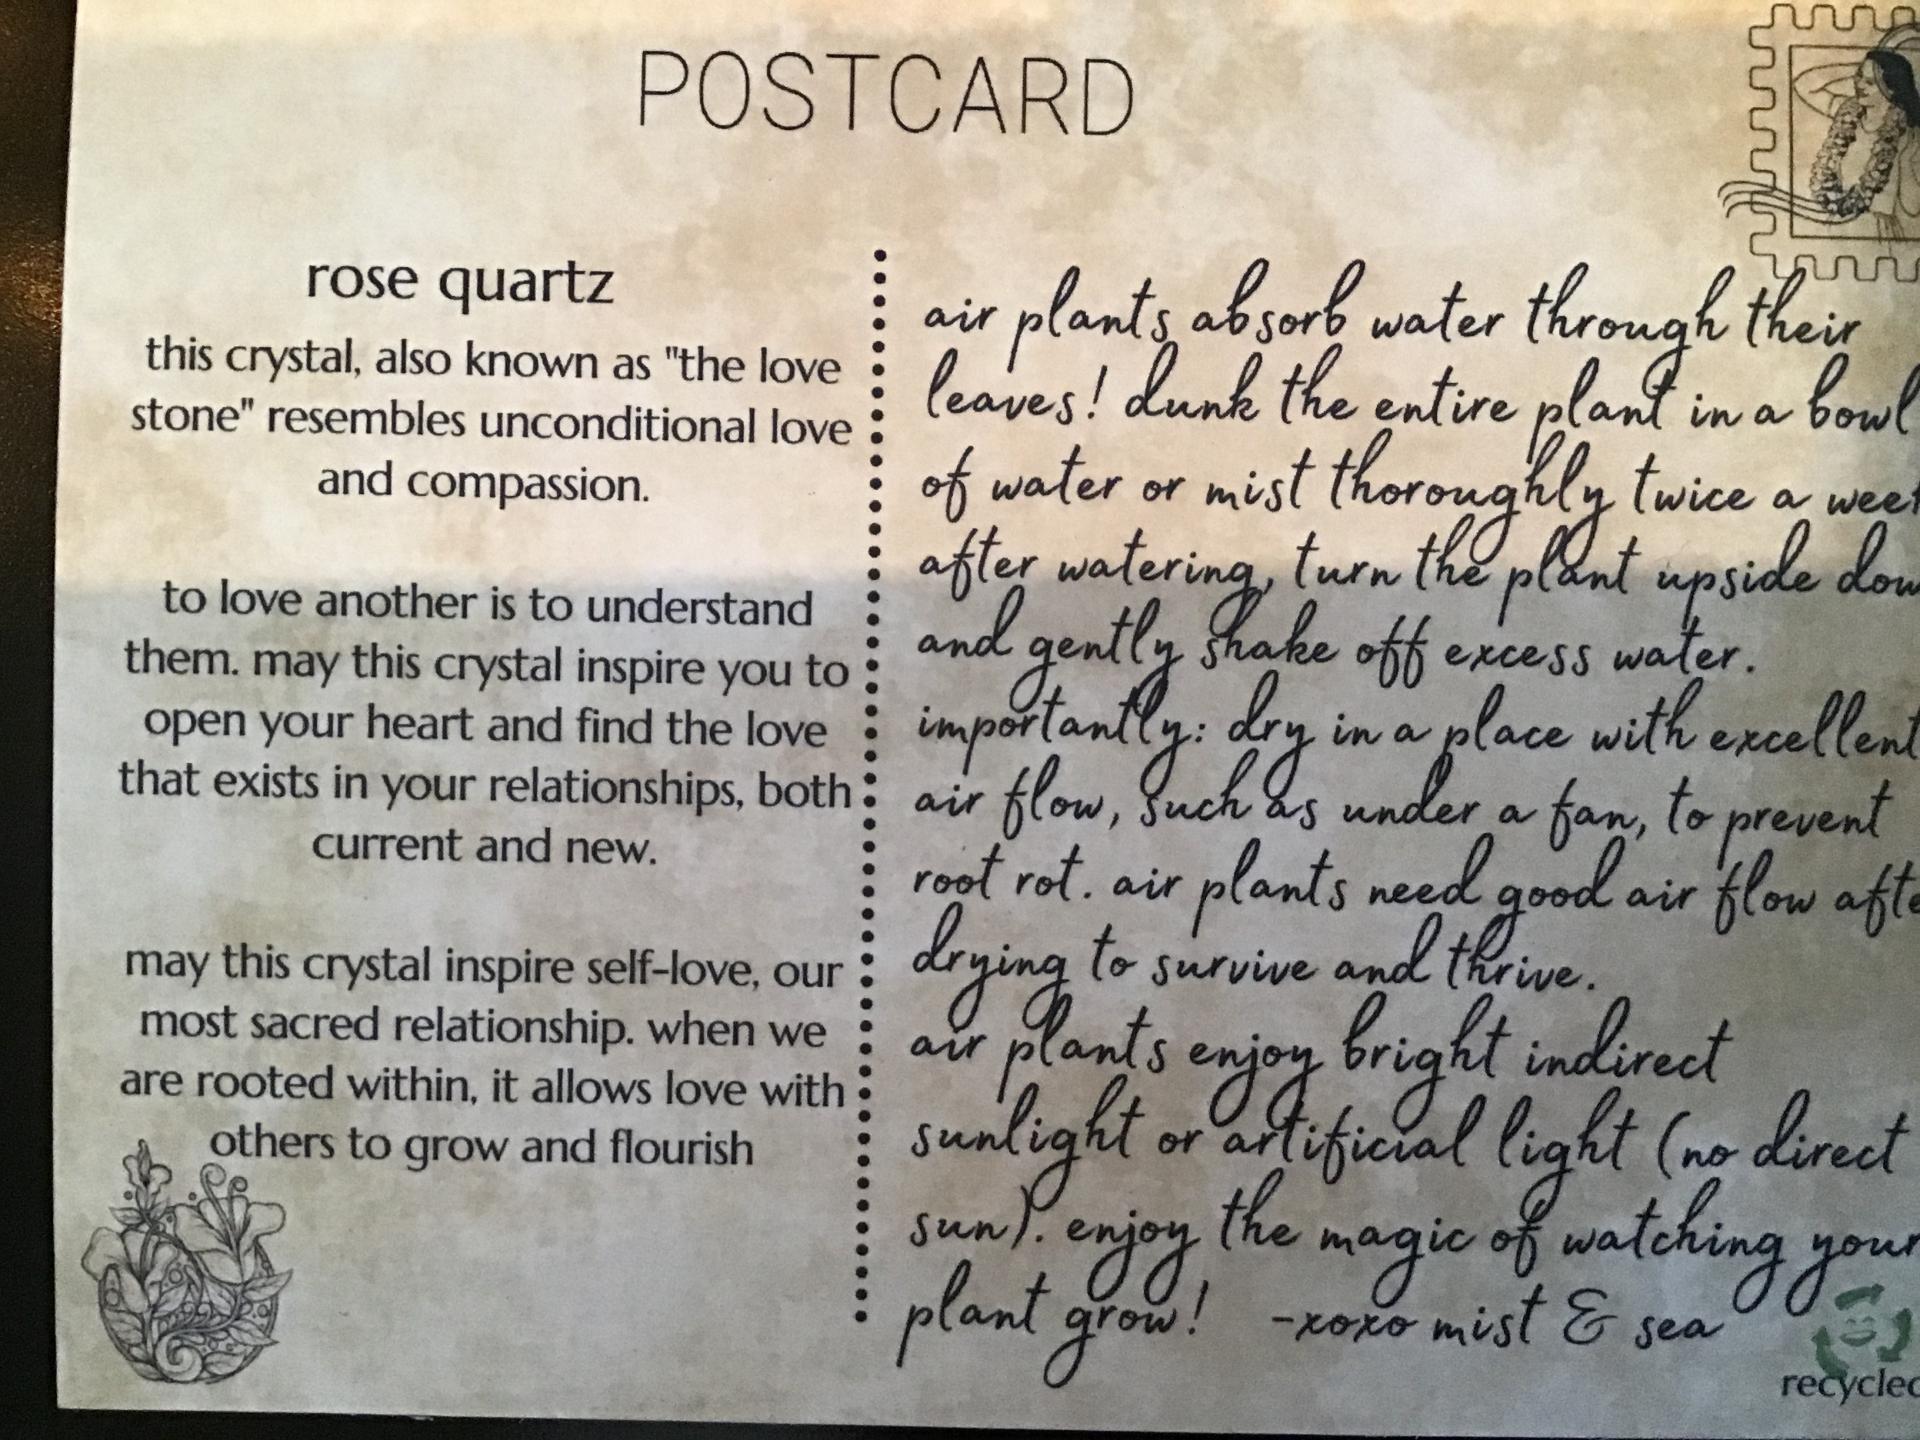 POSTCARD
rose quartz
this crystal, also known as "the love
stone" resembles unconditional love
and compassion.
to love another is to understand
them. may this crystal inspire you to
open your heart and find the love
that exists in your relationships, both
current and new.
may this crystal inspire self-love, our
most sacred relationship. when we
are rooted within, it allows love with
others to grow and flourish
air plants absorb water through their
leaves! dunk the entire plant in a bowl
of water or mist thoroughly twice a week
after watering, turn the plant upside dow
and gently shake off excess water.
importantly: dry in a place with excellent
air flow, such as under a fan, to prevent
root rot. air plants need good air flow afte
drying to survive and thrive.
air plants enjoy bright indirect
sunlight or artificial light (no direct
sun). enjoy the magic of watching your
plant grow! -xoxo mist & sea
recycled